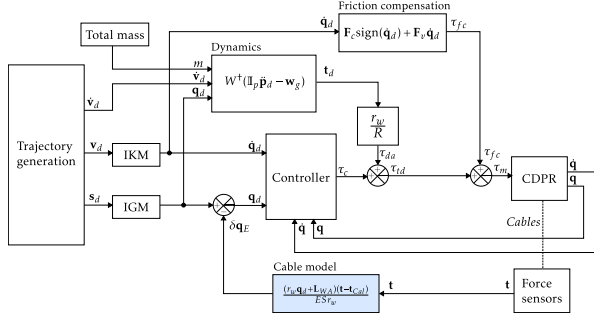 Friction compensation
q̇_d
F_c sign(q̇_d) + F_v q̇_d
τ_fc
Total mass
Dynamics
m
v̇_d
q_d
W†(𝕀_p p̈_d − w_g)
t_d
v̇_d
r_w
R
Trajectory
generation
v_d
IKM
q̇_d
Controller
τ_c
τ_da
τ_td
τ_fc
τ_m
CDPR
q̇
q
s_d
IGM
q_d
δq_E
q̇
q
Cables
Cable model
(r_w q_d + L_WA)(t − t_Cal)
ESr_w
t
t
Force
sensors